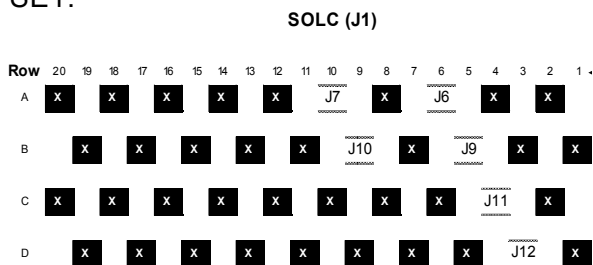 SET.
SOLC (J1)
Row 20 19 18 17 16 15 14 13 12 11 10 9 8 7 6 5 4 3 2 1
A X X X X X J7 X J6 X X
B X X X X X J10 X J9 X X
C X X X X X X X X J11 X
D X X X X X X X X J12 X